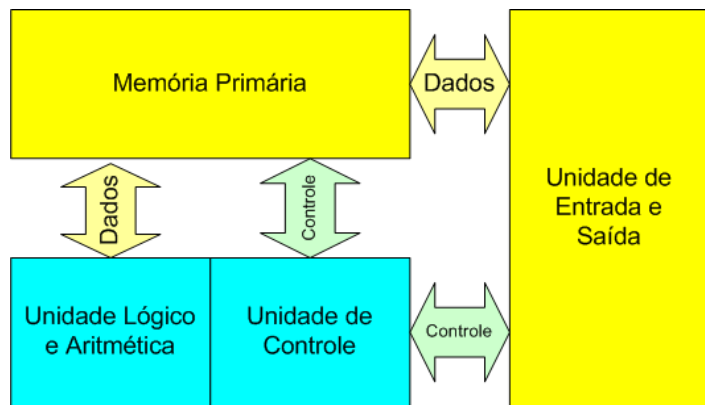 Memória Primária
Dados
Unidade de
Entrada e
Saída
Dados
Controle
Unidade Lógico
e Aritmética
Unidade de
Controle
Controle